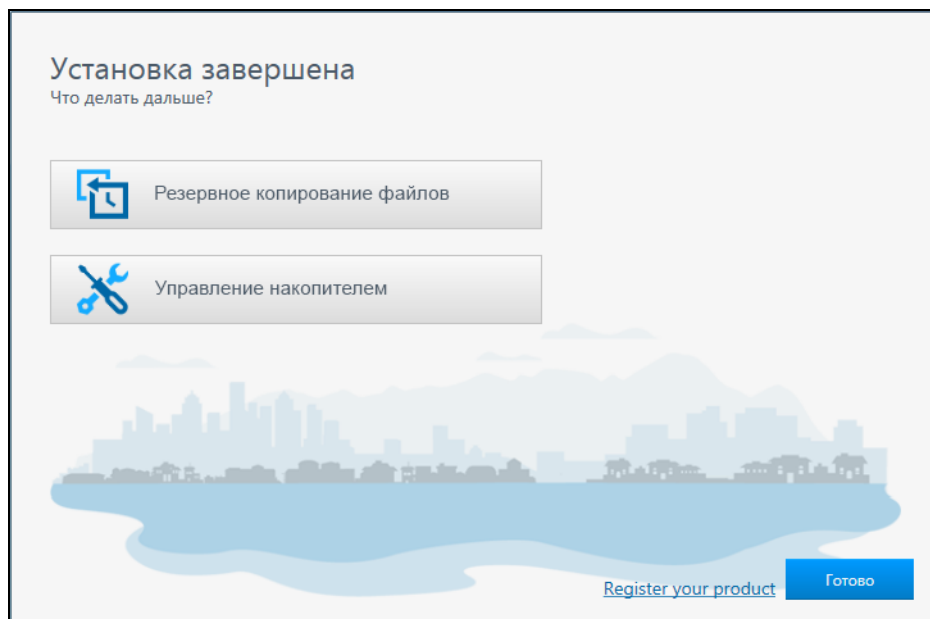 Установка завершена
Что делать дальше?
Резервное копирование файлов
Управление накопителем
Register your product
Готово